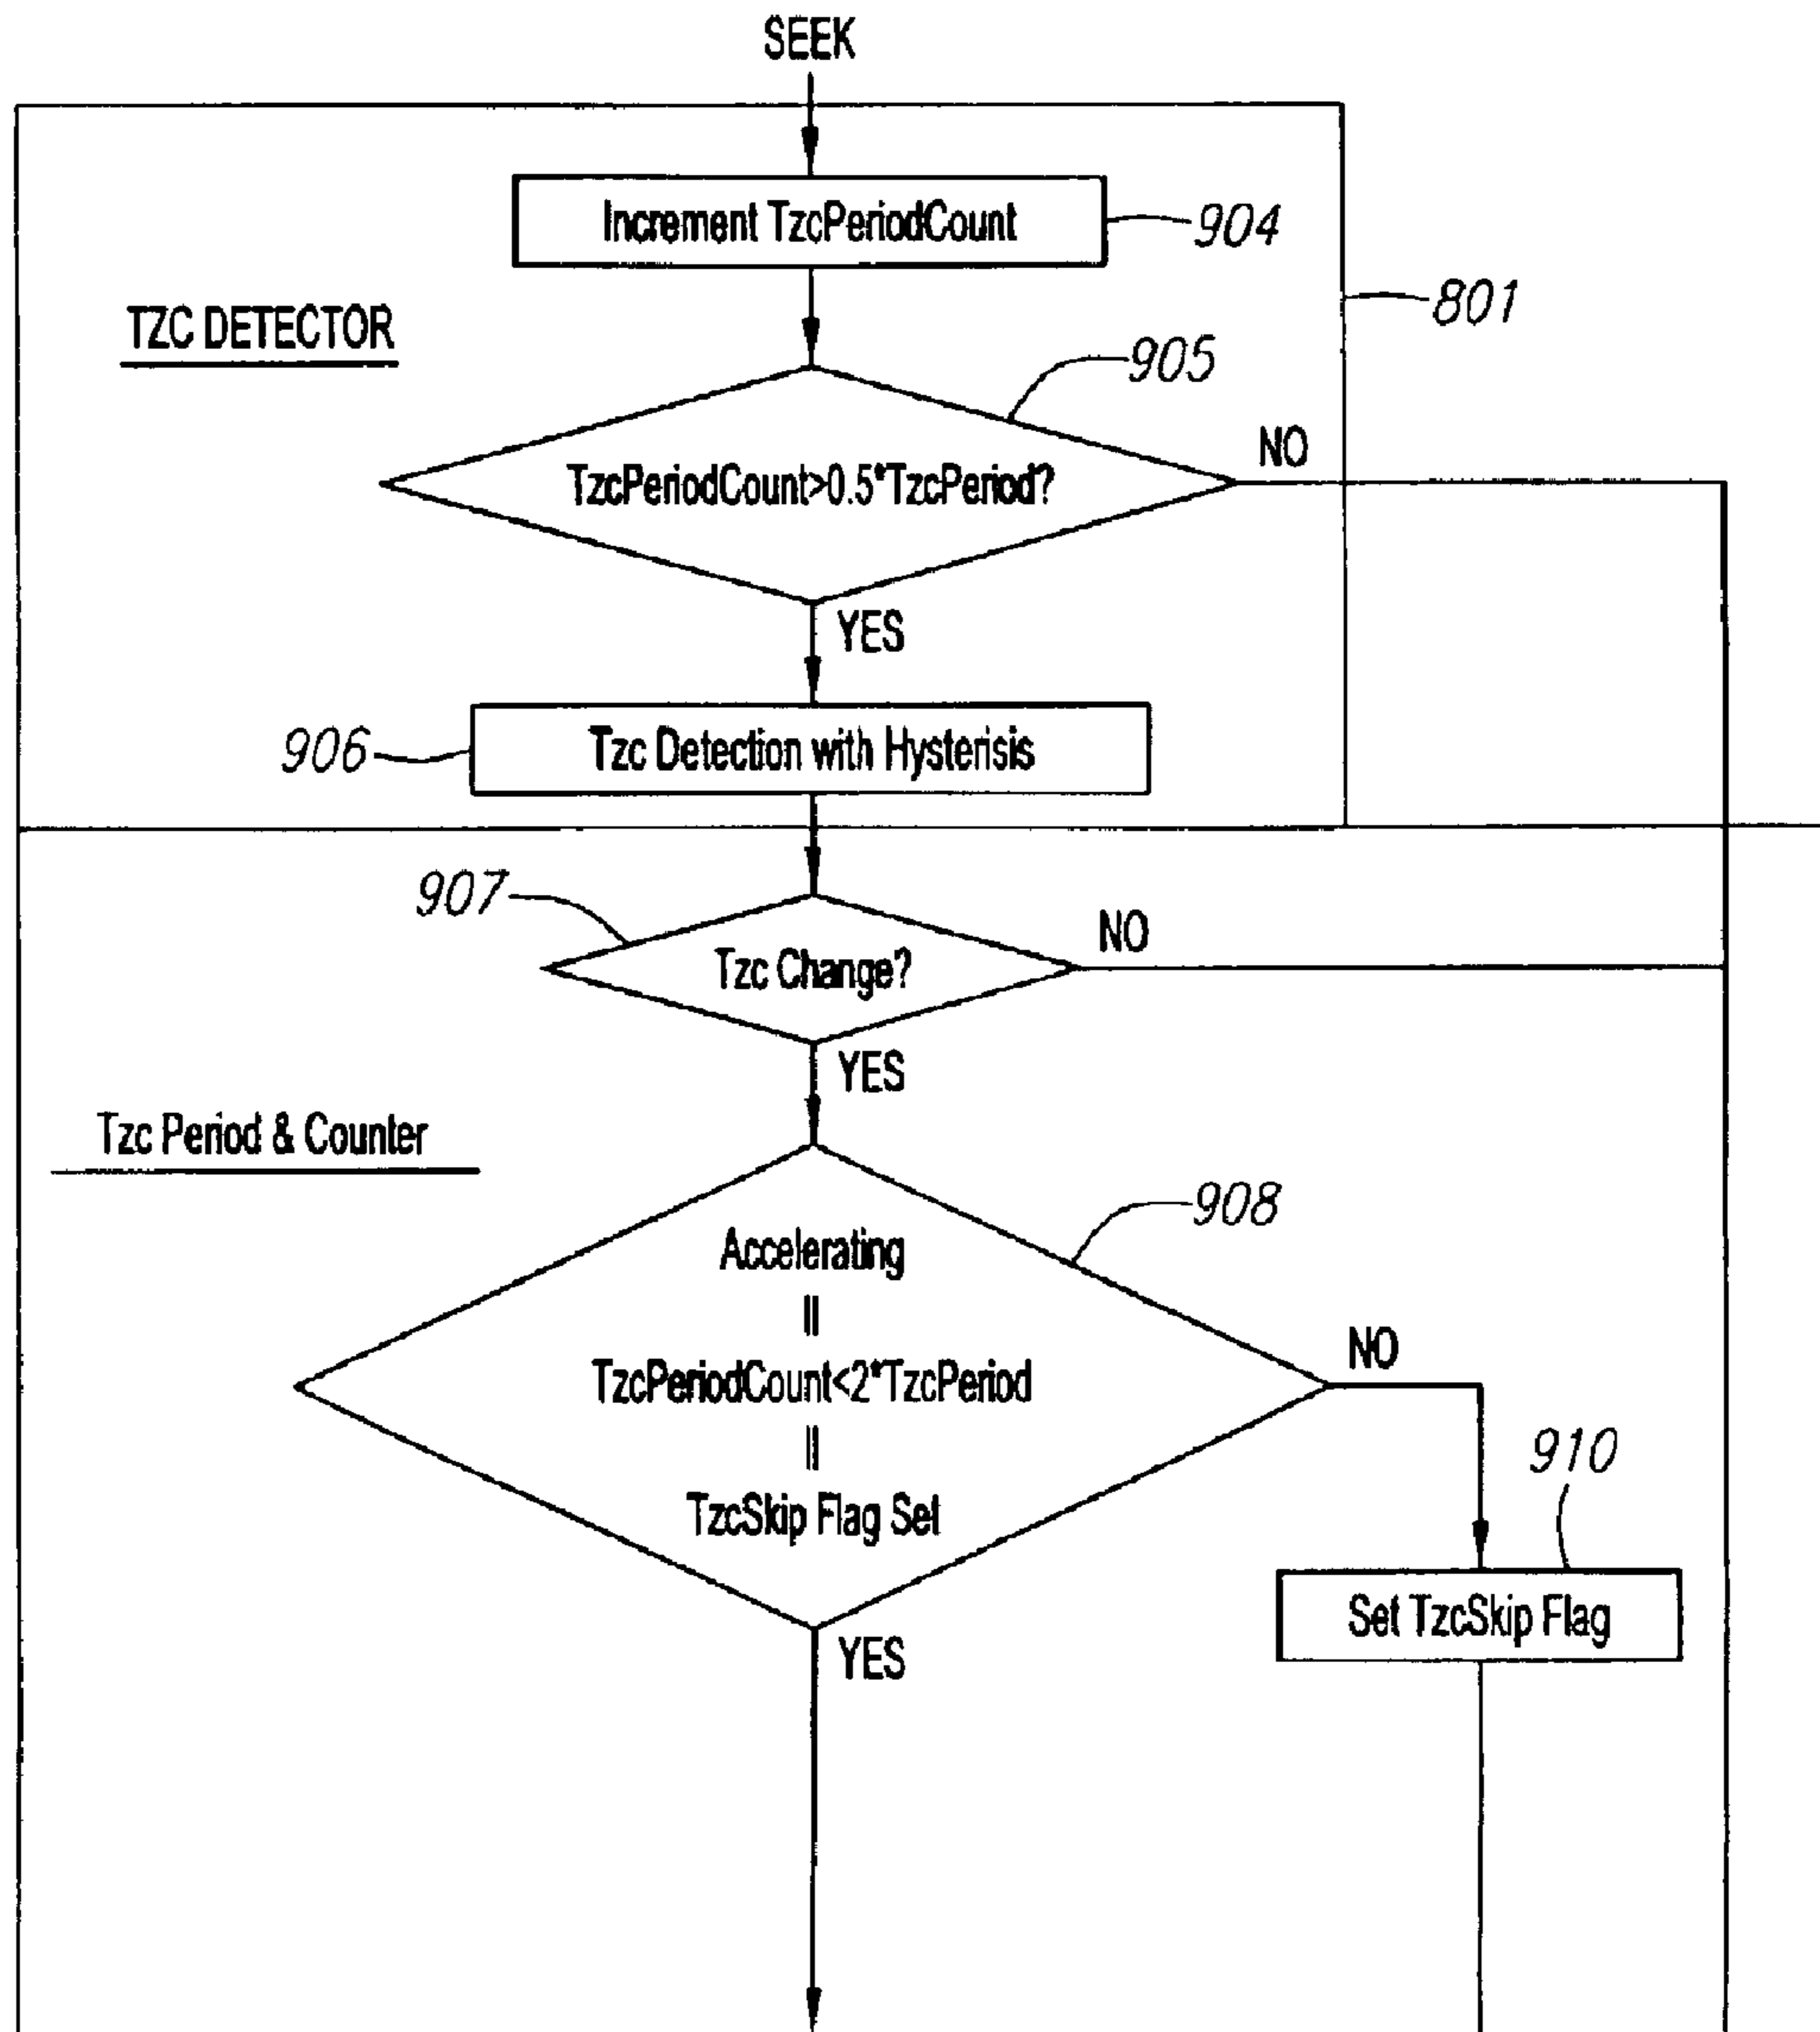 SEEK
Increment TzcPeriodCount
904
801
TZC DETECTOR
905
TzcPeriodCount>0.5*TzcPeriod?
NO
YES
906
Tzc Detection with Hysterisis
907
Tzc Change?
NO
YES
Tzc Period & Counter
908
Accelerating
||
TzcPeriodCount<2*TzcPeriod
||
TzcSkip Flag Set
NO
910
Set TzcSkip Flag
YES